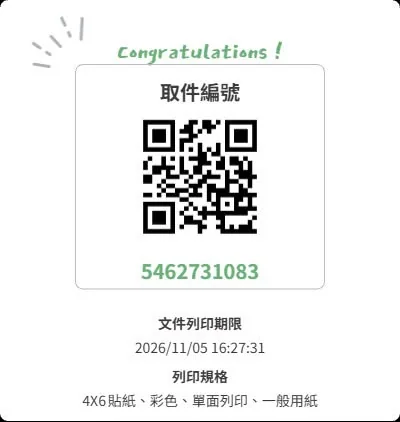 Congratulations!
取件編號
5462731083
文件列印期限
2026/11/05 16:27:31
列印規格
4X6貼紙、彩色、單面列印、一般用紙